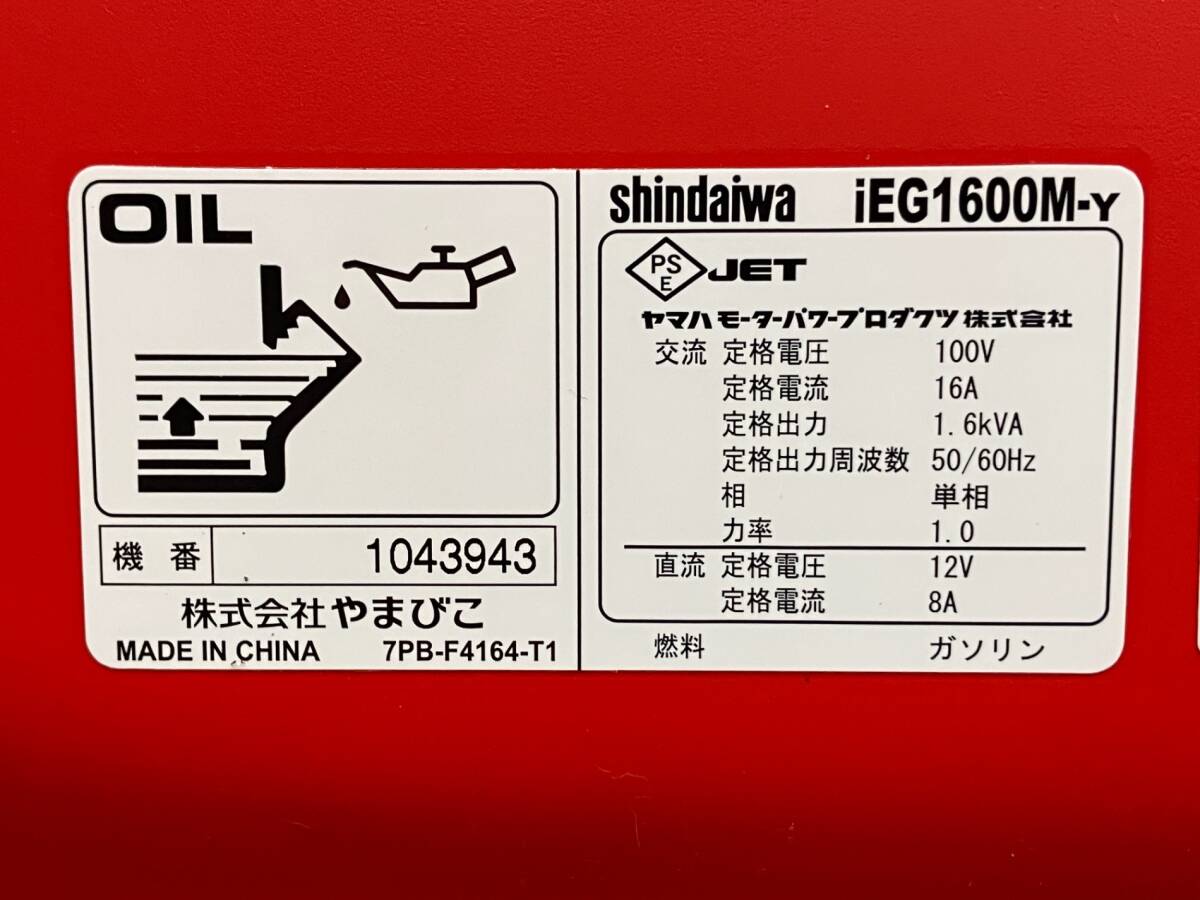 OIL
機番 1043943
株式会社やまびこ
MADE IN CHINA 7PB-F4164-T1
shindaiwa iEG1600M-Y
PS E JET
ヤマハモーターパワープロダクツ株式会社
交流 定格電圧 100V
定格電流 16A
定格出力 1.6kVA
定格出力周波数 50/60Hz
相 単相
力率 1.0
直流 定格電圧 12V
定格電流 8A
燃料 ガソリン